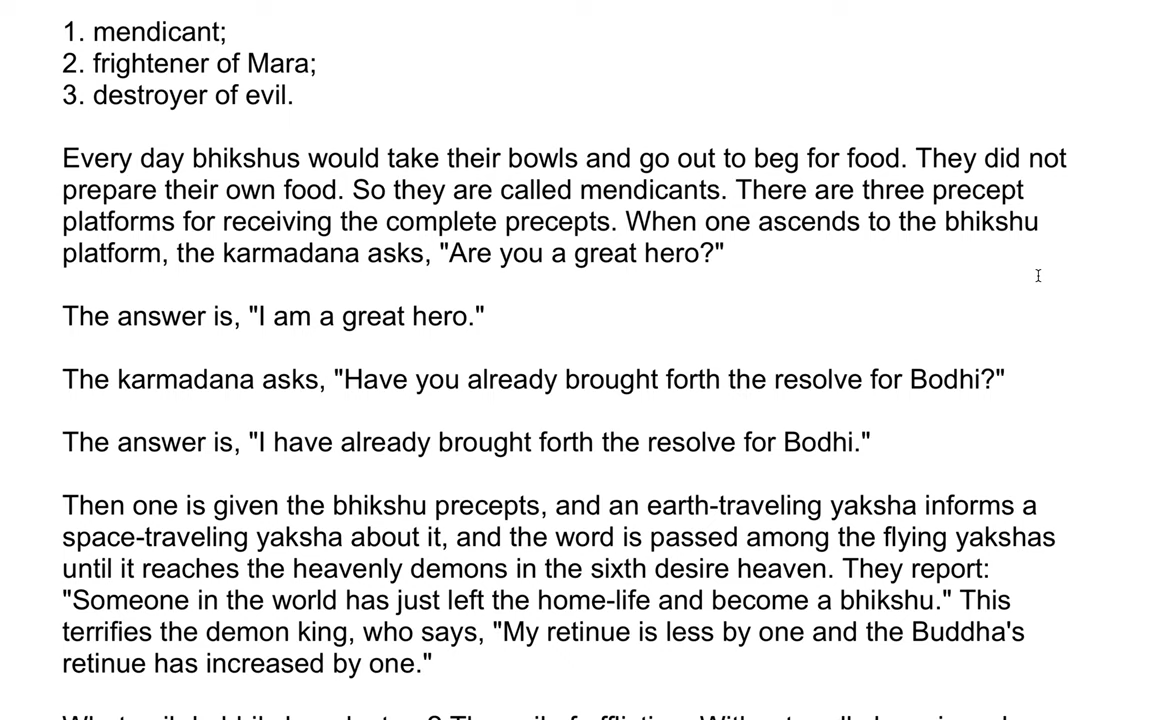 1. mendicant;
2. frightener of Mara;
3. destroyer of evil.
Every day bhikshus would take their bowls and go out to beg for food. They did not
prepare their own food. So they are called mendicants. There are three precept
platforms for receiving the complete precepts. When one ascends to the bhikshu
platform, the karmadana asks, "Are you a great hero?"
The answer is, "I am a great hero."
The karmadana asks, "Have you already brought forth the resolve for Bodhi?"
The answer is, "I have already brought forth the resolve for Bodhi."
Then one is given the bhikshu precepts, and an earth-traveling yaksha informs a
space-traveling yaksha about it, and the word is passed among the flying yakshas
until it reaches the heavenly demons in the sixth desire heaven. They report:
"Someone in the world has just left the home-life and become a bhikshu." This
terrifies the demon king, who says, "My retinue is less by one and the Buddha's
retinue has increased by one."